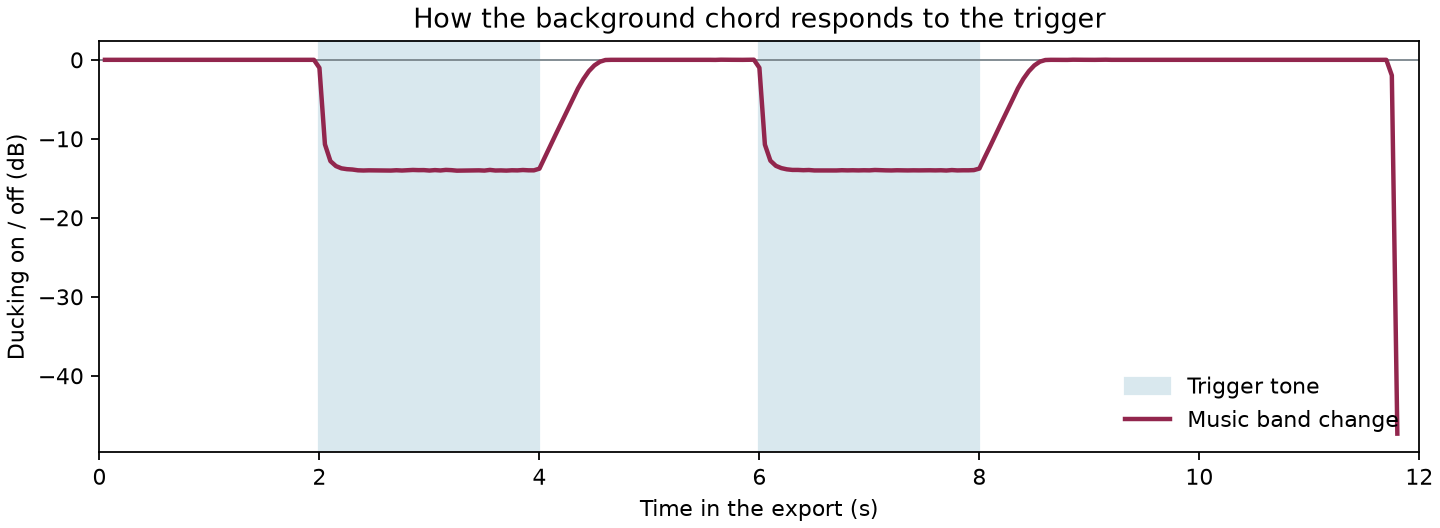 How the background chord responds to the trigger
Ducking on / off (dB)
0
−10
−20
−30
−40
Trigger tone
Music band change
0 2 4 6 8 10 12
Time in the export (s)